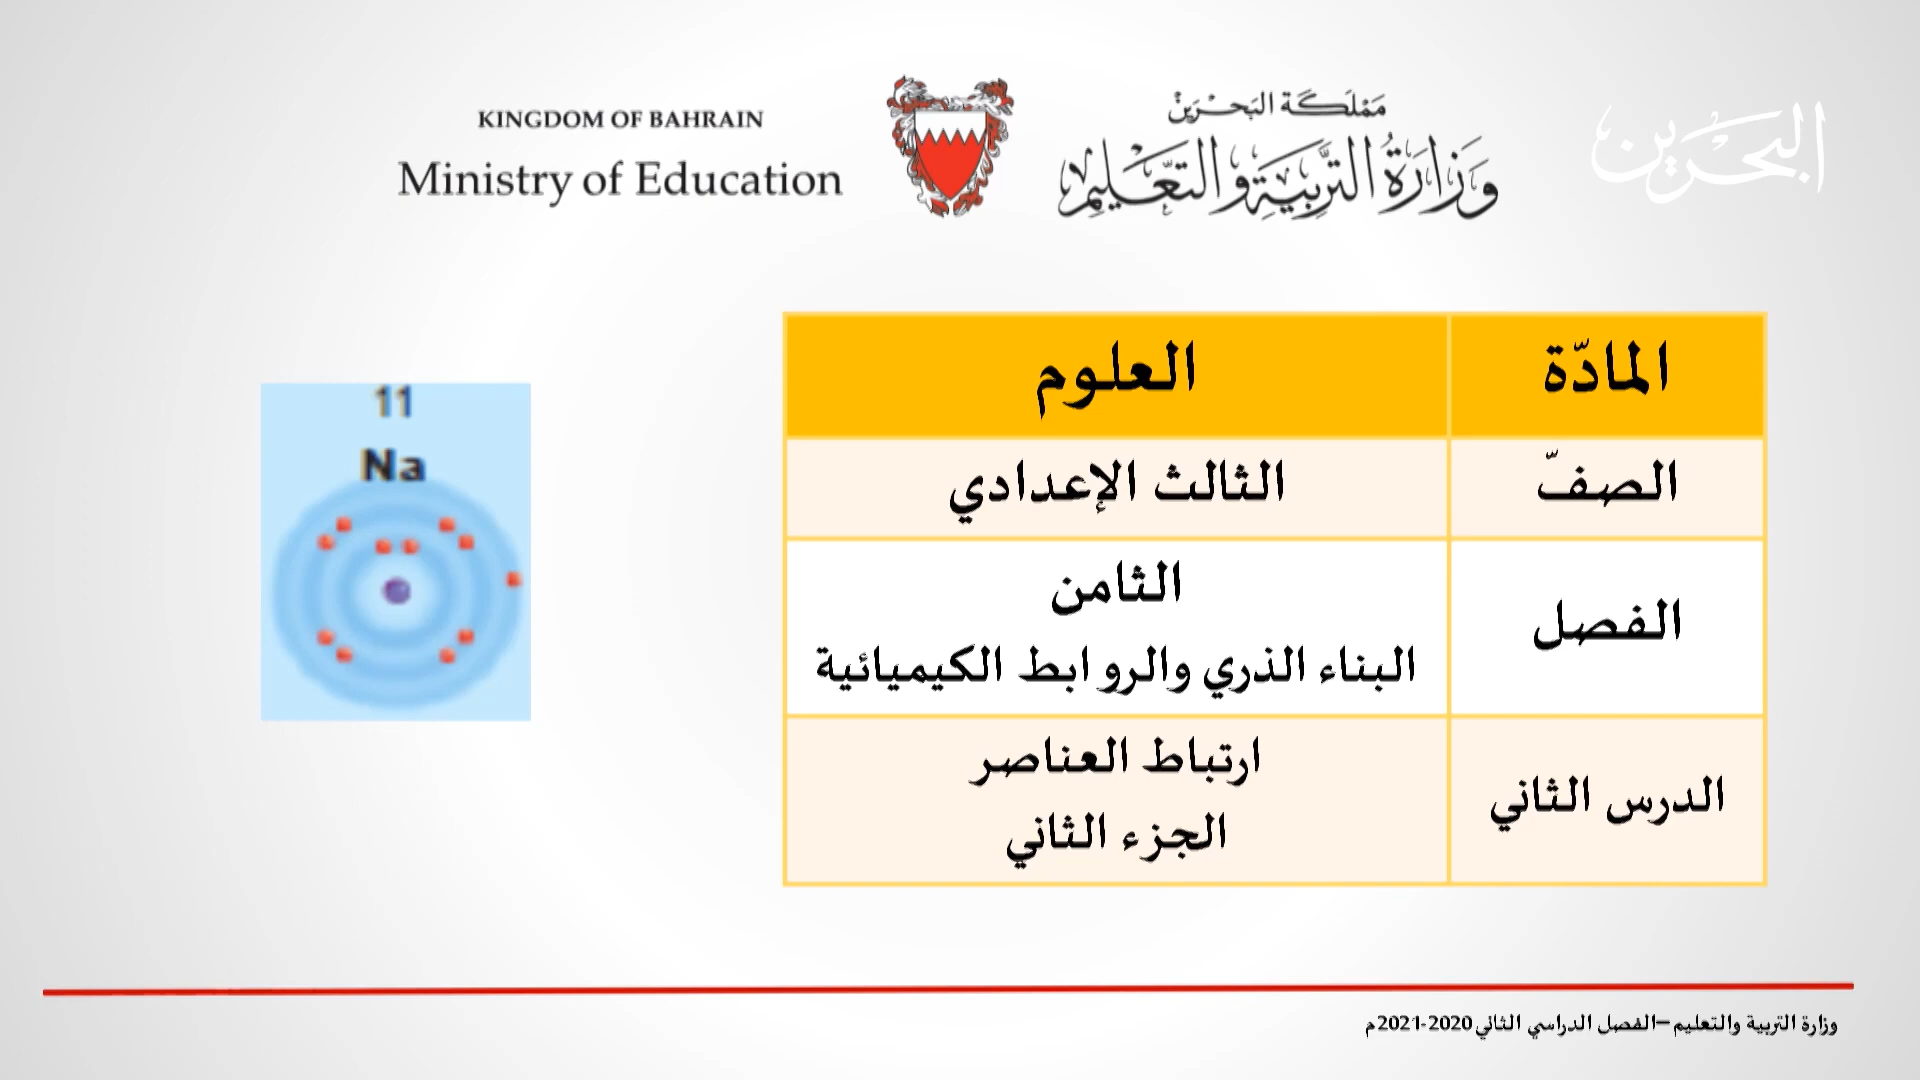 KINGDOM OF BAHRAIN
Ministry of Education
مملكة البحرين
وزارة التربية والتعليم
البحرين
المادّة
العلوم
الصفّ
الثالث الإعدادي
الفصل
الثامن
البناء الذري والروابط الكيميائية
الدرس الثاني
ارتباط العناصر
الجزء الثاني
11
Na
وزارة التربية والتعليم –الفصل الدراسي الثاني 2020-2021م